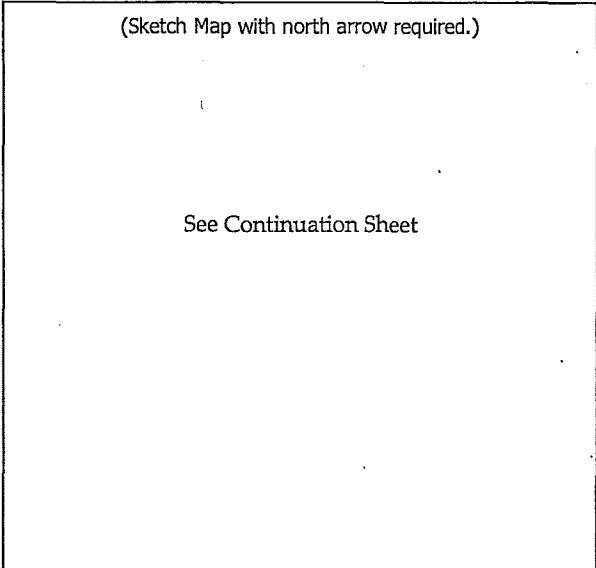 (Sketch Map with north arrow required.)
See Continuation Sheet